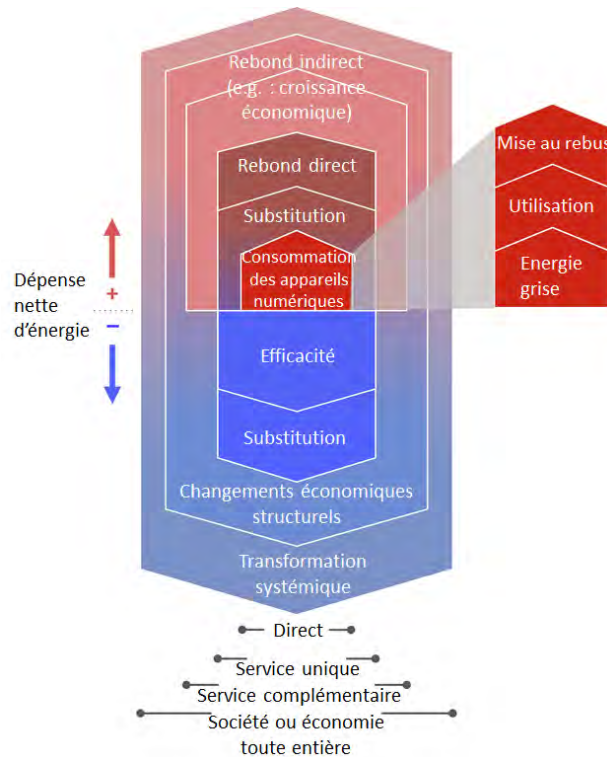 Rebond indirect
(e.g. : croissance
économique)
Rebond direct
Substitution
Consommation
des appareils
numériques
Mise au rebus
Utilisation
Energie
grise
Dépense
nette
d'énergie
+
−
Efficacité
Substitution
Changements économiques
structurels
Transformation
systémique
Direct
Service unique
Service complémentaire
Société ou économie
toute entière